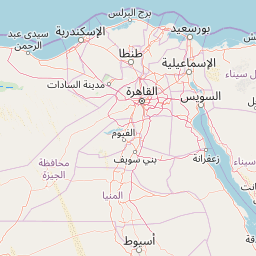 برج البرلس
بورسعيد
الإسكندرية
سيدى عبد
الرحمن
طنطا
الإسماعيلية
مدينة السادات
القاهرة
السويس
الفيوم
بني سويف
زعفرانة
محافظة
الجيزة
المنيا
أسيوط